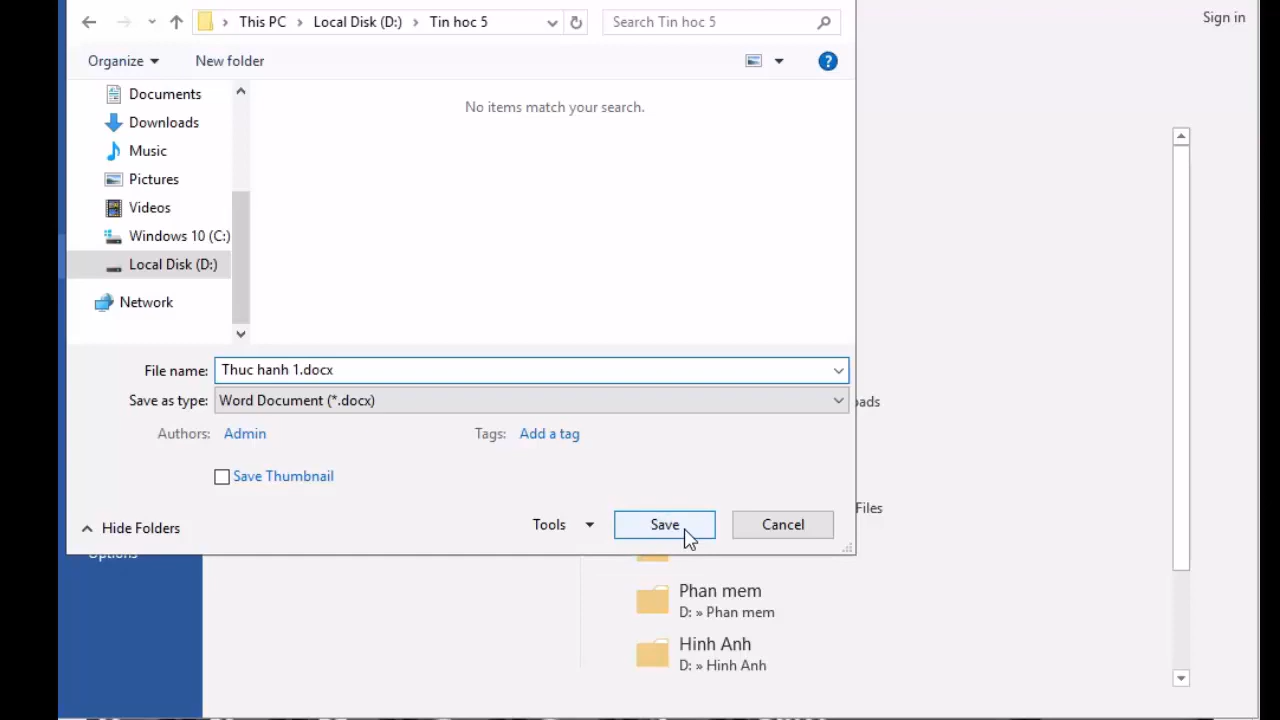 Sign in
This PC > Local Disk (D:) > Tin hoc 5
Search Tin hoc 5
Organize
New folder
Documents
No items match your search.
Downloads
Music
Pictures
Videos
Windows 10 (C:)
Local Disk (D:)
Network
File name: Thuc hanh 1.docx
Save as type: Word Document (*.docx)
Authors: Admin
Tags: Add a tag
Save Thumbnail
Hide Folders
Tools
Save
Cancel
Files
Options
Phan mem
D: » Phan mem
Hinh Anh
D: » Hinh Anh